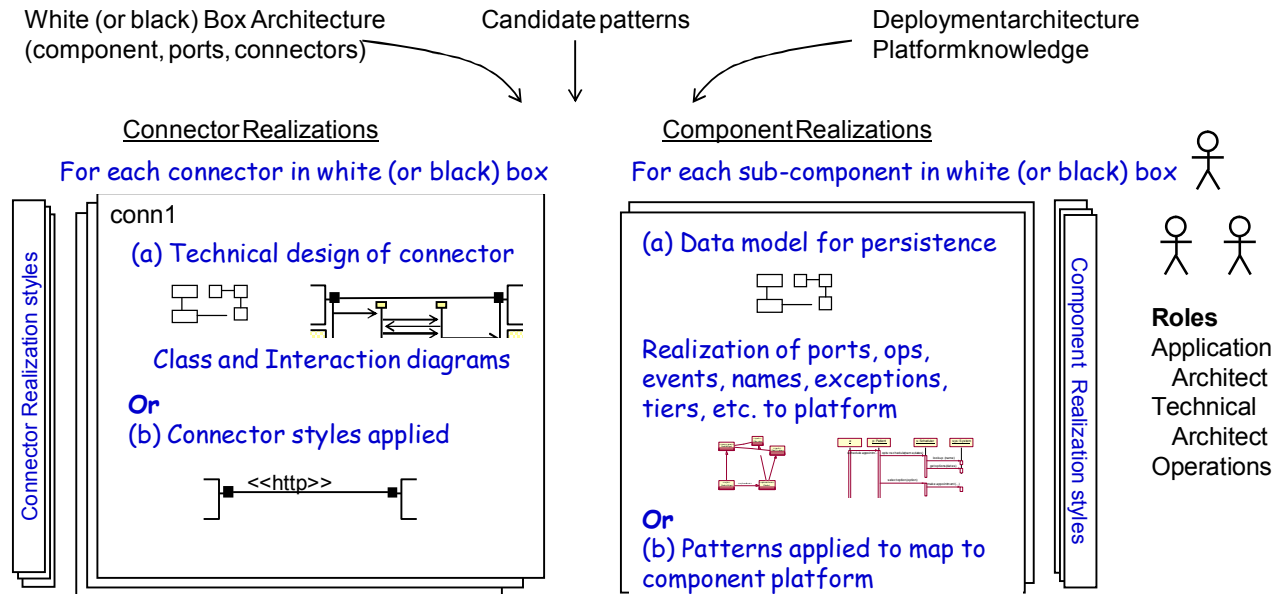 White (or black) Box Architecture
(component, ports, connectors)
Candidate patterns
Deploymentarchitecture
Platformknowledge
Connector Realizations
For each connector in white (or black) box
Connector Realization styles
conn1
(a) Technical design of connector
Class and Interaction diagrams
Or
(b) Connector styles applied
<<http>>
ComponentRealizations
For each sub-component in white (or black) box
(a) Data model for persistence
Realization of ports, ops,
events, names, exceptions,
tiers, etc. to platform
Or
(b) Patterns applied to map to
component platform
Component Realization styles
Roles
Application
Architect
Technical
Architect
Operations